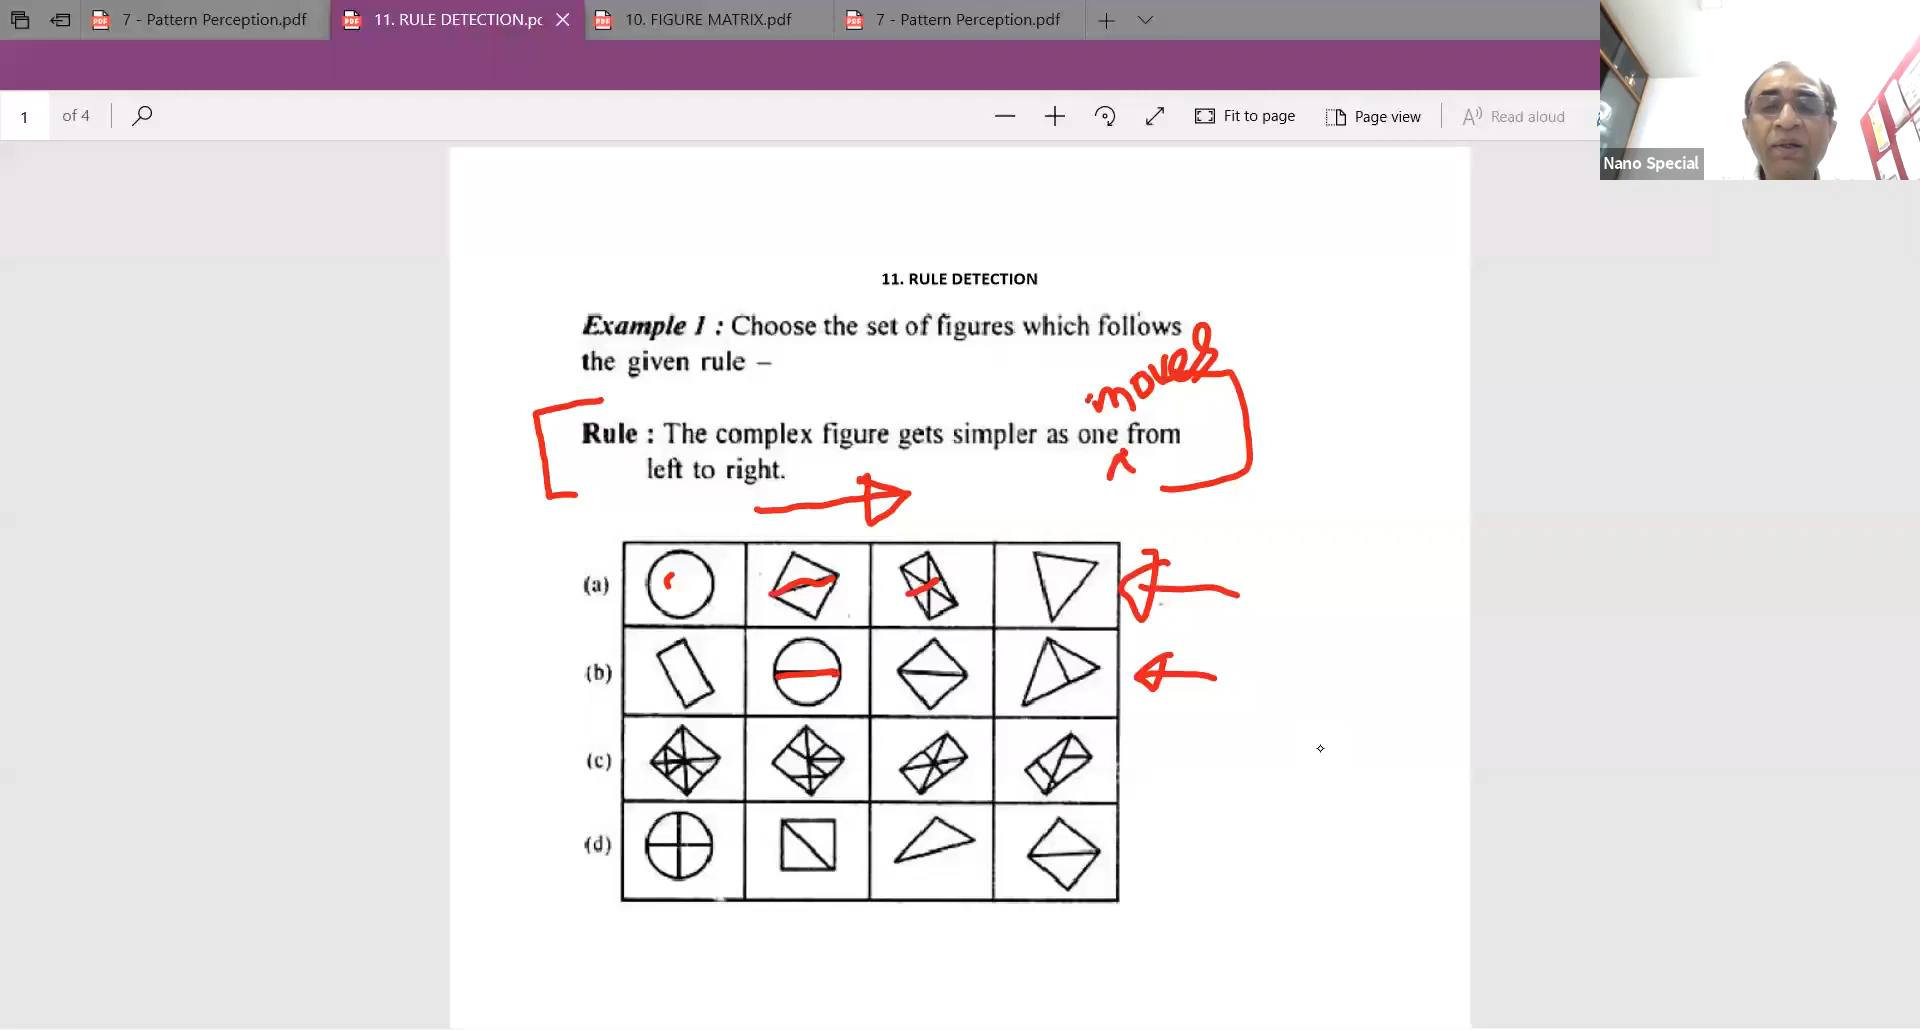 7 - Pattern Perception.pdf
11. RULE DETECTION.pc
10. FIGURE MATRIX.pdf
7 - Pattern Perception.pdf
1 of 4
Fit to page
Page view
Read aloud
Nano Special
11. RULE DETECTION
Example 1 : Choose the set of figures which follows
the given rule –
moves
Rule : The complex figure gets simpler as one from
left to right.
(a)
(b)
(c)
(d)